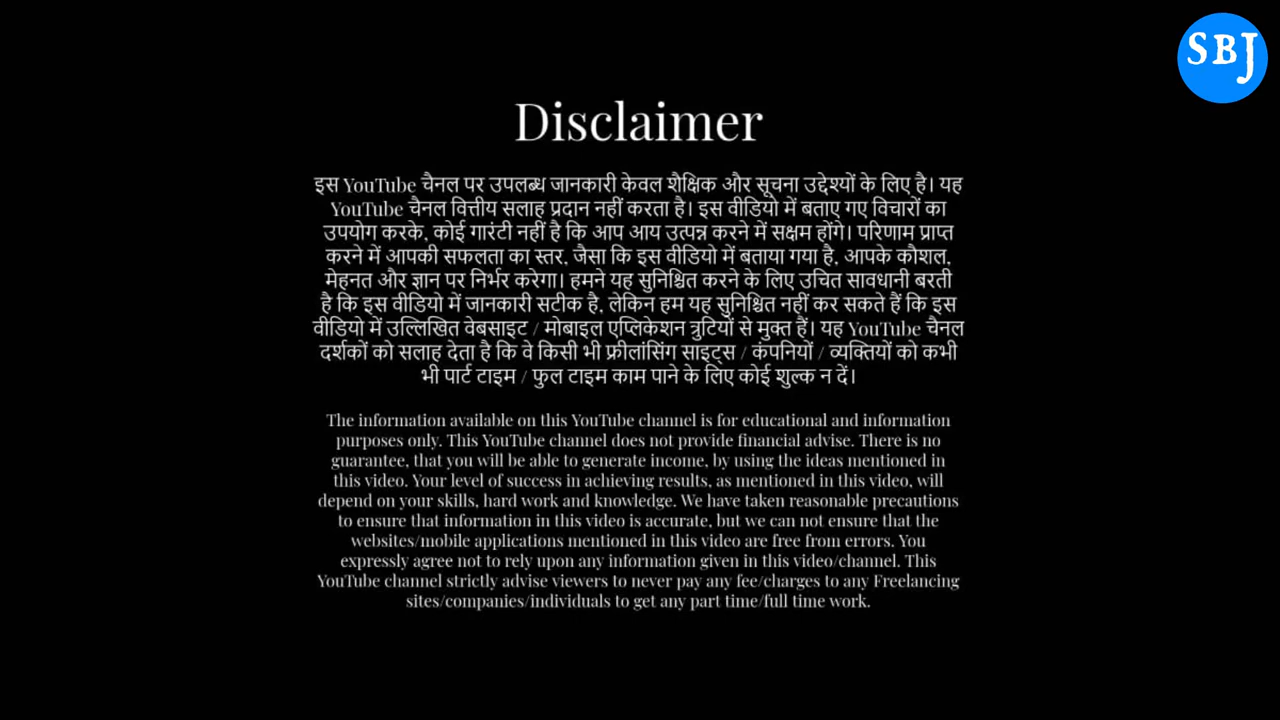 SBJ
Disclaimer
इस YouTube चैनल पर उपलब्ध जानकारी केवल शैक्षिक और सूचना उद्देश्यों के लिए है। यह
YouTube चैनल वित्तीय सलाह प्रदान नहीं करता है। इस वीडियो में बताए गए विचारों का
उपयोग करके, कोई गारंटी नहीं है कि आप आय उत्पन्न करने में सक्षम होंगे। परिणाम प्राप्त
करने में आपकी सफलता का स्तर, जैसा कि इस वीडियो में बताया गया है, आपके कौशल,
मेहनत और ज्ञान पर निर्भर करेगा। हमने यह सुनिश्चित करने के लिए उचित सावधानी बरती
है कि इस वीडियो में जानकारी सटीक है, लेकिन हम यह सुनिश्चित नहीं कर सकते हैं कि इस
वीडियो में उल्लिखित वेबसाइट / मोबाइल एप्लिकेशन त्रुटियों से मुक्त हैं। यह YouTube चैनल
दर्शकों को सलाह देता है कि वे किसी भी फ्रीलांसिंग साइट्स / कंपनियों / व्यक्तियों को कभी
भी पार्ट टाइम / फुल टाइम काम पाने के लिए कोई शुल्क न दें।
The information available on this YouTube channel is for educational and information
purposes only. This YouTube channel does not provide financial advise. There is no
guarantee, that you will be able to generate income, by using the ideas mentioned in
this video. Your level of success in achieving results, as mentioned in this video, will
depend on your skills, hard work and knowledge. We have taken reasonable precautions
to ensure that information in this video is accurate, but we can not ensure that the
websites/mobile applications mentioned in this video are free from errors. You
expressly agree not to rely upon any information given in this video/channel. This
YouTube channel strictly advise viewers to never pay any fee/charges to any Freelancing
sites/companies/individuals to get any part time/full time work.